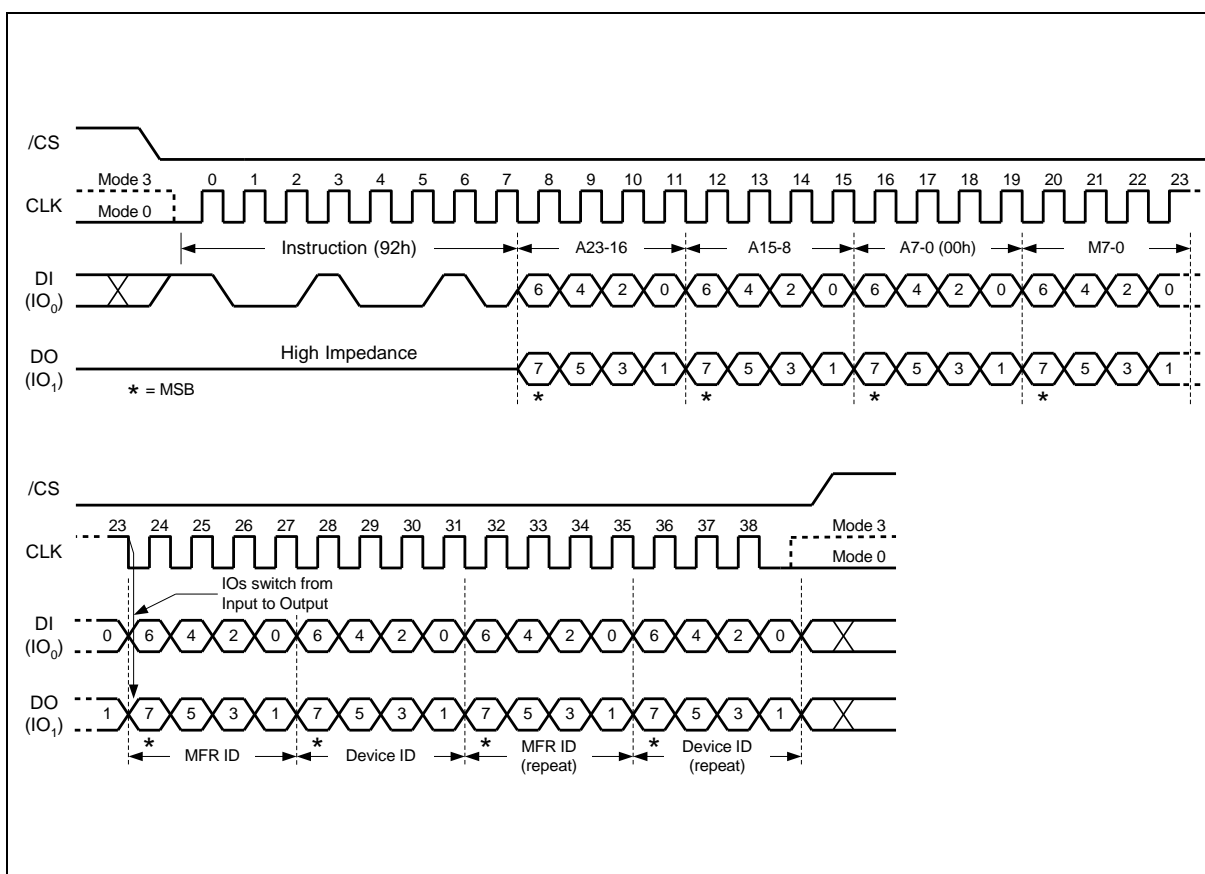 /CS
Mode 3 0 1 2 3 4 5 6 7 8 9 10 11 12 13 14 15 16 17 18 19 20 21 22 23
CLK
Mode 0
Instruction (92h) A23-16 A15-8 A7-0 (00h) M7-0
DI
(IO0) 6 4 2 0 6 4 2 0 6 4 2 0 6 4 2 0
High Impedance
DO
(IO1) 7 5 3 1 7 5 3 1 7 5 3 1 7 5 3 1
* = MSB * * * *
/CS
23 24 25 26 27 28 29 30 31 32 33 34 35 36 37 38 Mode 3
CLK
Mode 0
IOs switch from
Input to Output
DI
(IO0) 0 6 4 2 0 6 4 2 0 6 4 2 0 6 4 2 0
DO
(IO1) 1 7 5 3 1 7 5 3 1 7 5 3 1 7 5 3 1
* * * *
MFR ID Device ID MFR ID Device ID
(repeat) (repeat)